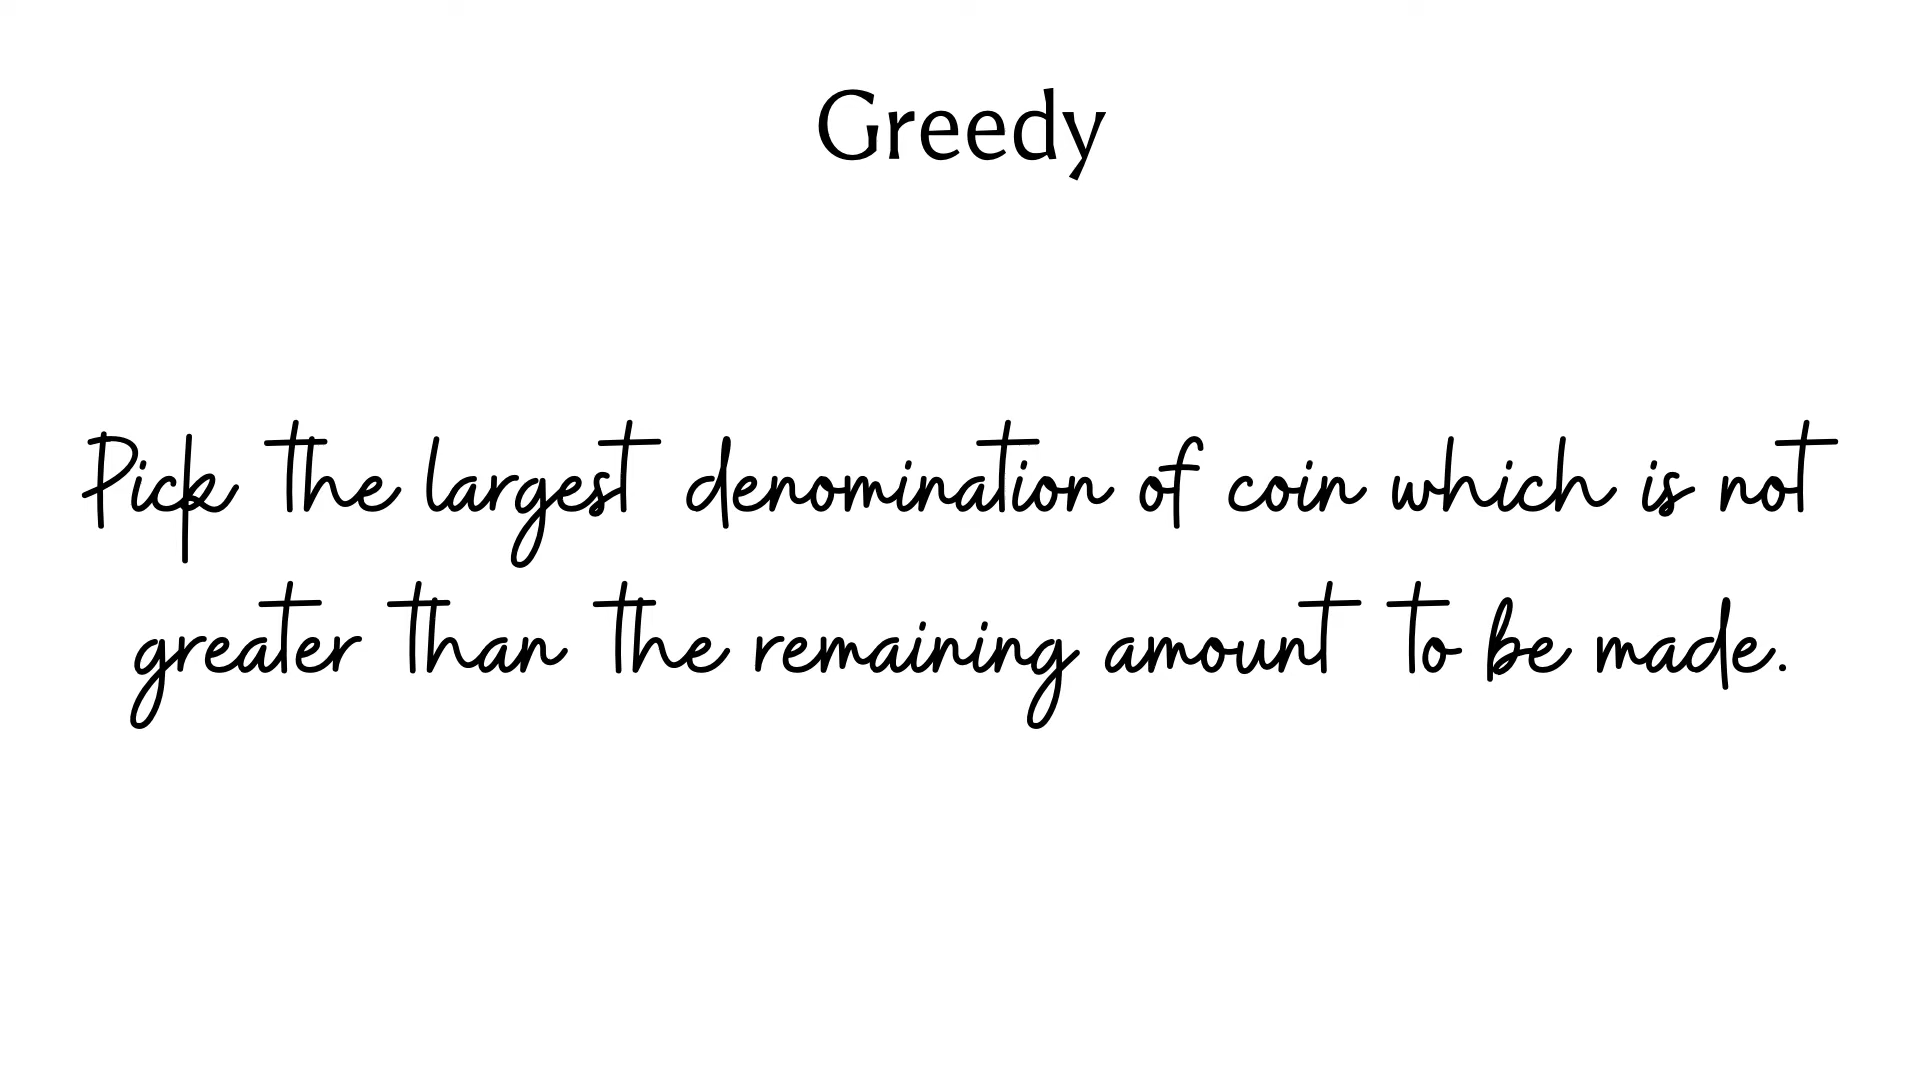 Greedy
Pick the largest denomination of coin which is not
greater than the remaining amount to be made.